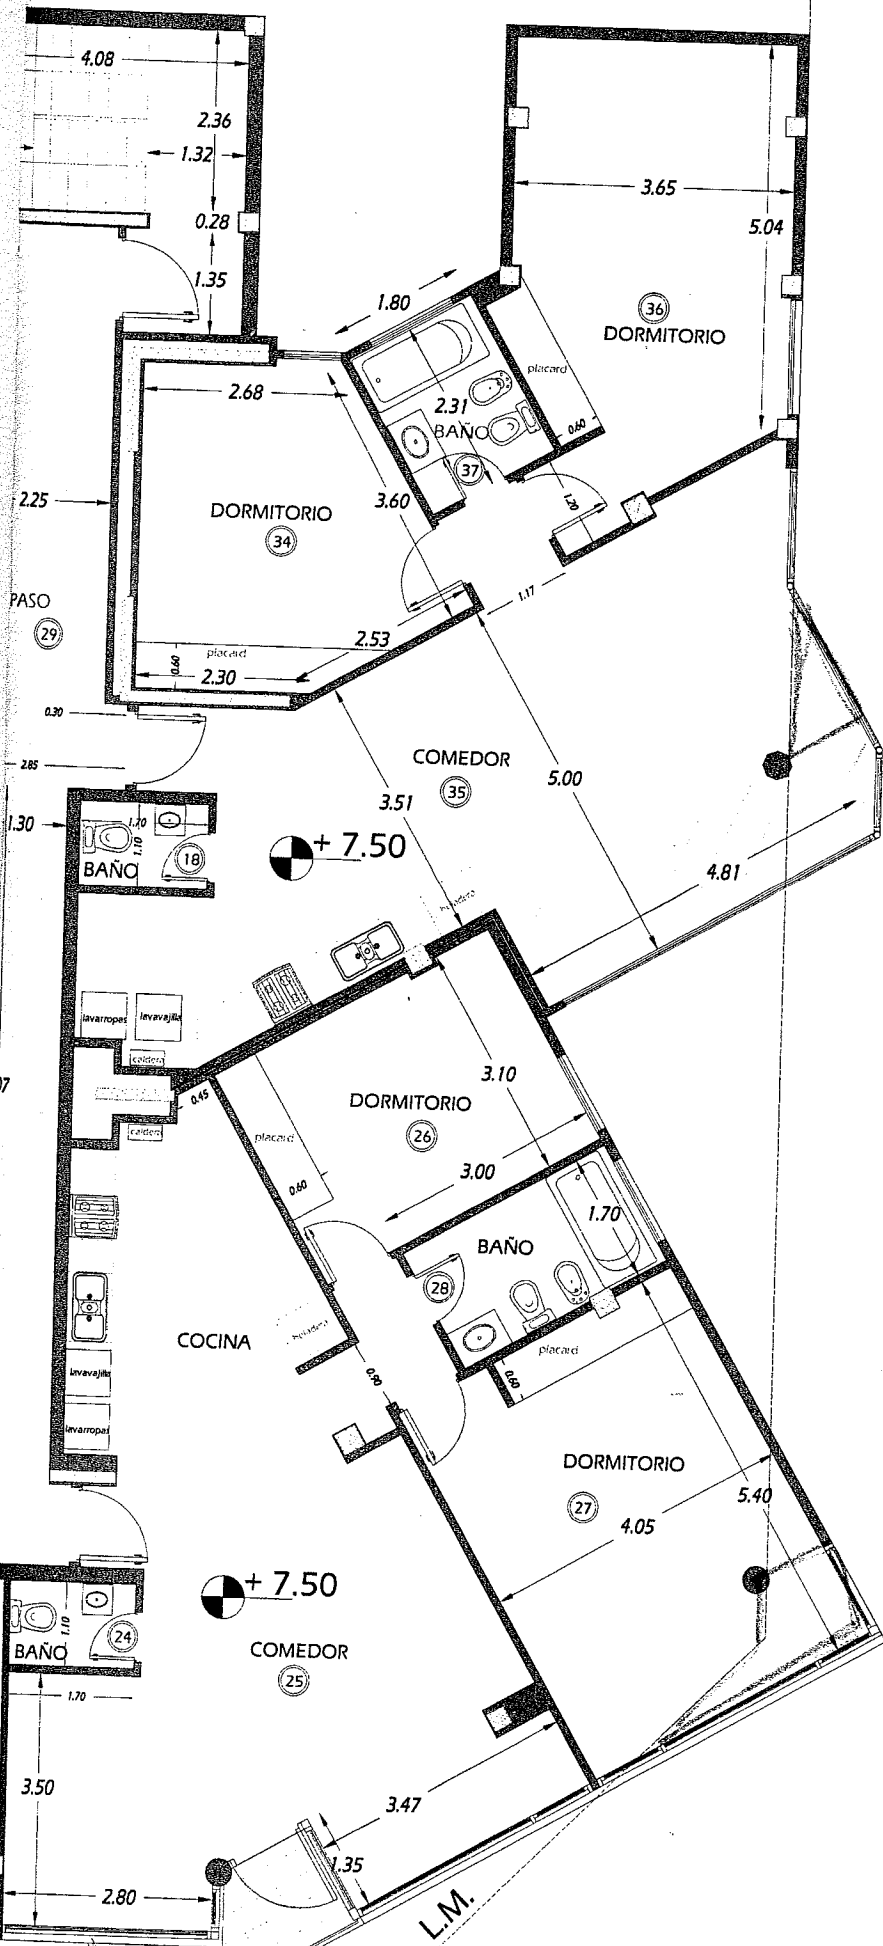 4.08
2.36
1.32
0.28
1.35
3.65
5.04
36
DORMITORIO
1.80
placard
0.60
2.31
BAÑO
37
1.20
2.68
3.60
DORMITORIO
34
2.25
PASO
29
1.17
2.53
placard
0.60
2.30
0.30
2.85
1.30
COMEDOR
35
3.51
5.00
4.81
1.70
1.10
18
BAÑO
+ 7.50
heladera
lavarropas
lavavajilla
caldera
caldera
0.45
3.10
DORMITORIO
26
placard
0.60
3.00
1.70
BAÑO
28
COCINA
heladera
placard
0.60
0.90
lavavajilla
lavarropas
DORMITORIO
27
5.40
4.05
+ 7.50
1.10
24
BAÑO
COMEDOR
25
1.70
3.50
3.47
1.35
2.80
L.M.